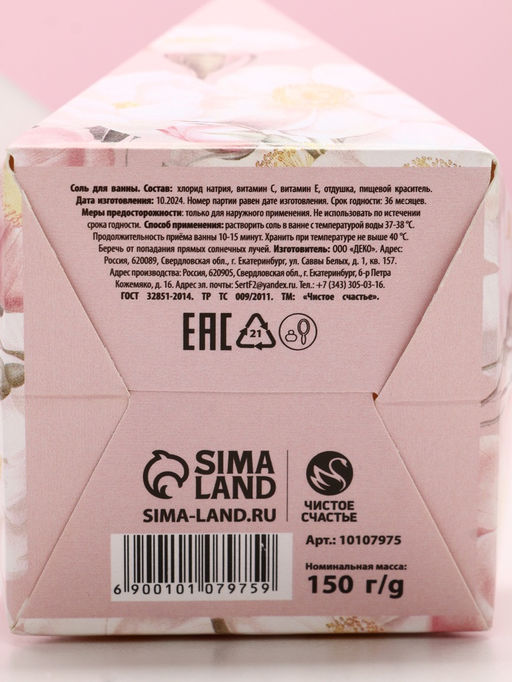 Соль для ванны. Состав: хлорид натрия, витамин С, витамин Е, отдушка, пищевой краситель.
Дата изготовления: 10.2024. Номер партии равен дате изготовления. Срок годности: 36 месяцев.
Меры предосторожности: только для наружного применения. Не использовать по истечении
срока годности. Способ применения: растворить соль в ванне с температурой воды 37-38 °С.
Продолжительность приёма ванны 10-15 минут. Хранить при температуре не выше 40 °С.
Беречь от попадания прямых солнечных лучей. Изготовитель: ООО «ДЕКО». Адрес:
Россия, 620089, Свердловская обл., г. Екатеринбург, ул. Саввы Белых, д. 1, кв. 157.
Адрес производства: Россия, 620905, Свердловская обл., г. Екатеринбург, б-р Петра
Кожемяко, д. 16. Адрес эл. почты: SertF2@yandex.ru. Тел.: +7 (343) 305-03-16.
ГОСТ 32851-2014. ТР ТС 009/2011. ТМ: «Чистое счастье».
ЕАС 21
SIMA
LAND
SIMA-LAND.RU
ЧИСТОЕ
СЧАСТЬЕ
Арт.: 10107975
Номинальная масса:
150 г/g
6 900101 079759